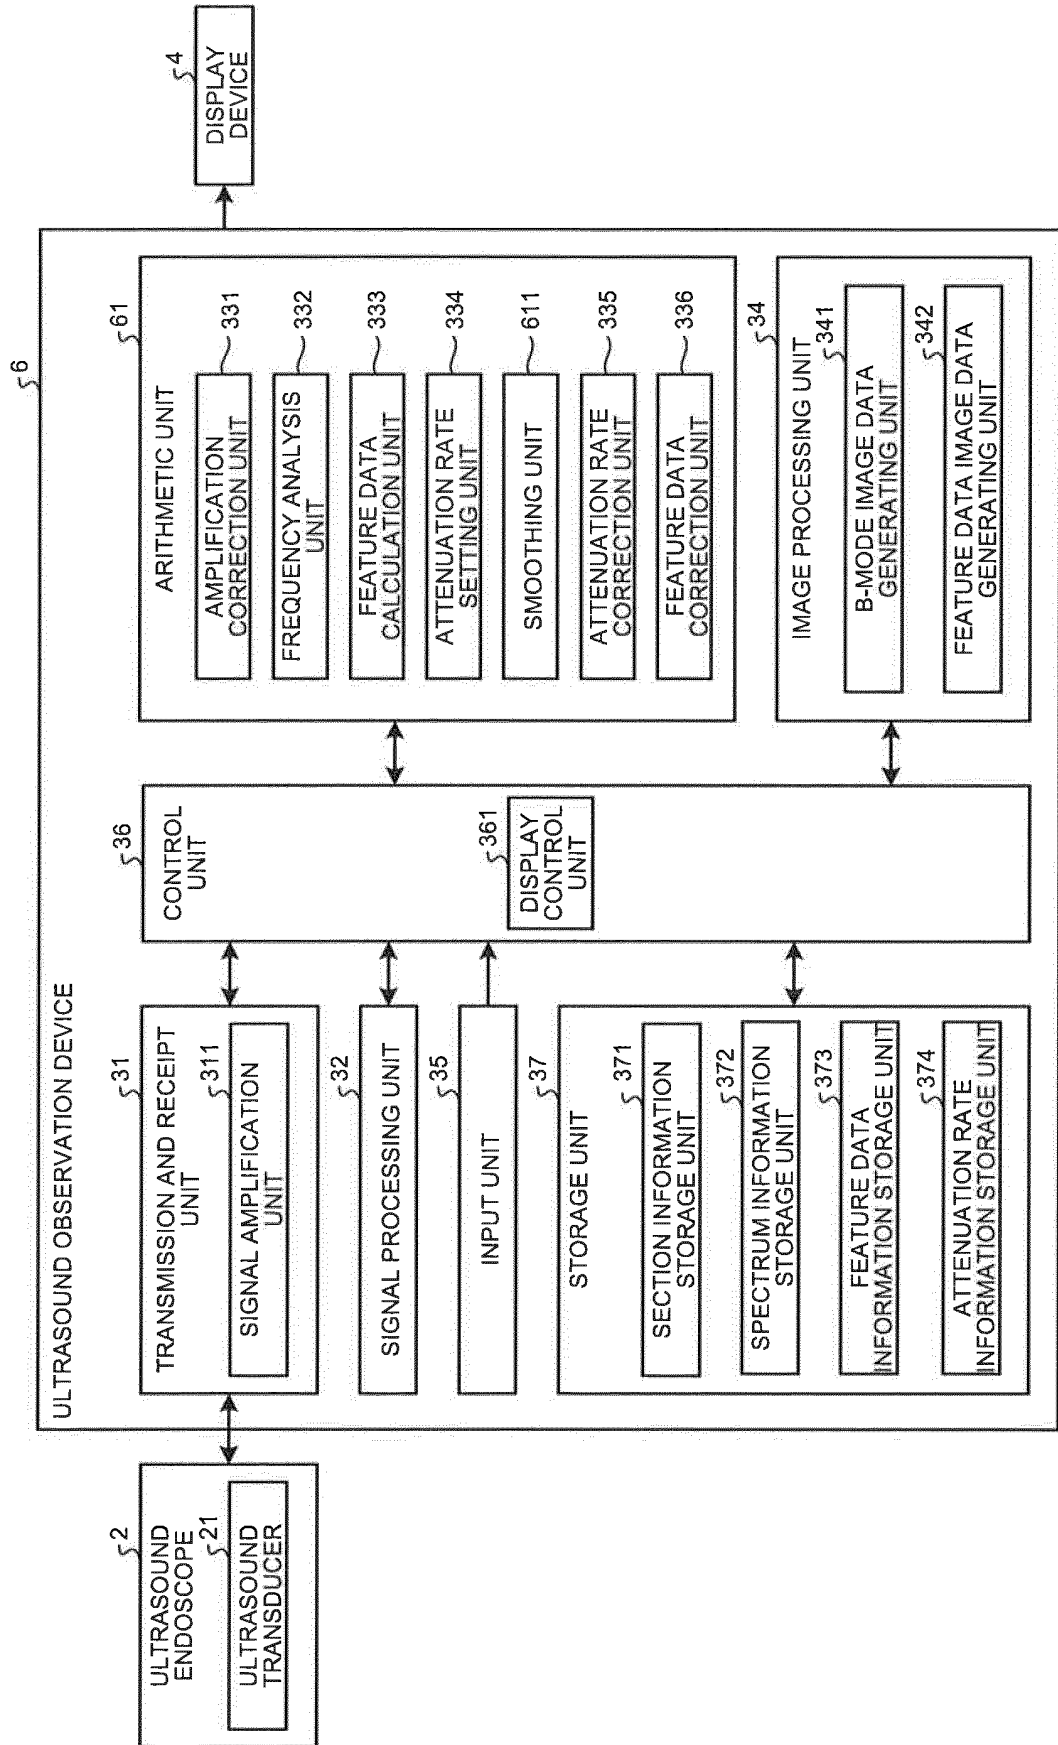 ULTRASOUND OBSERVATION DEVICE
6
2
ULTRASOUND
ENDOSCOPE
21
ULTRASOUND
TRANSDUCER
31
TRANSMISSION AND RECEIPT
UNIT
311
SIGNAL AMPLIFICATION
UNIT
32
SIGNAL PROCESSING UNIT
35
INPUT UNIT
37
STORAGE UNIT
371
SECTION INFORMATION
STORAGE UNIT
372
SPECTRUM INFORMATION
STORAGE UNIT
373
FEATURE DATA
INFORMATION STORAGE UNIT
374
ATTENUATION RATE
INFORMATION STORAGE UNIT
36
CONTROL
UNIT
361
DISPLAY
CONTROL
UNIT
61
ARITHMETIC UNIT
AMPLIFICATION
CORRECTION UNIT
331
FREQUENCY ANALYSIS
UNIT
332
FEATURE DATA
CALCULATION UNIT
333
ATTENUATION RATE
SETTING UNIT
334
SMOOTHING UNIT
611
ATTENUATION RATE
CORRECTION UNIT
335
FEATURE DATA
CORRECTION UNIT
336
34
IMAGE PROCESSING UNIT
341
B-MODE IMAGE DATA
GENERATING UNIT
342
FEATURE DATA IMAGE DATA
GENERATING UNIT
4
DISPLAY
DEVICE